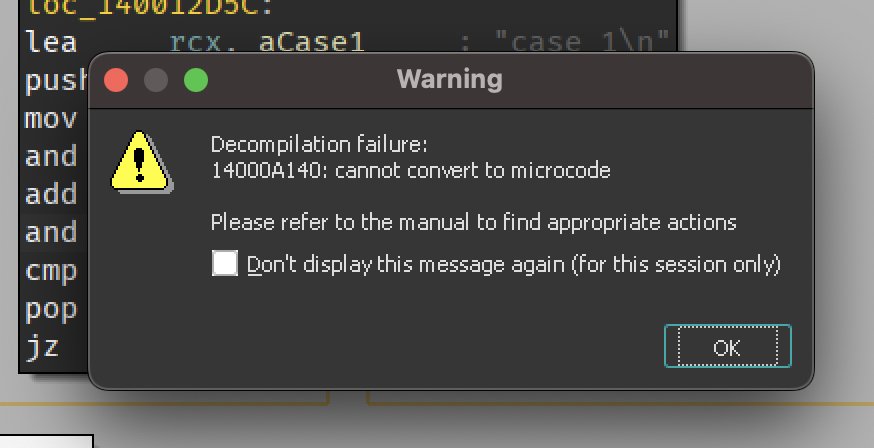 loc_140012D5C:
lea rcx, aCase1 : "case 1\n"
push
Warning
mov
Decompilation failure:
and
14000A140: cannot convert to microcode
add
Please refer to the manual to find appropriate actions
and
cmp
Don't display this message again (for this session only)
pop
jz
OK